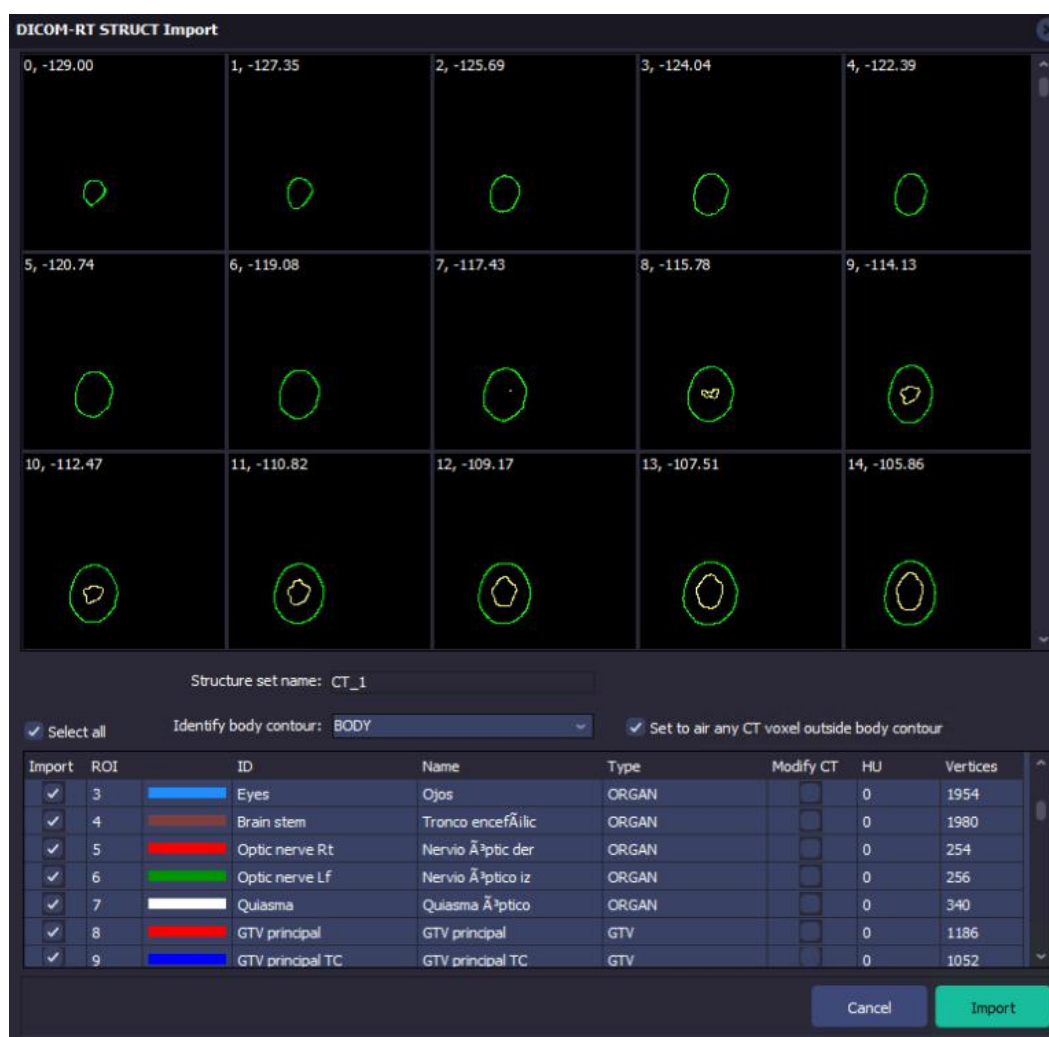 DICOM-RT STRUCT Import
0, -129.00 1, -127.35 2, -125.69 3, -124.04 4, -122.39
5, -120.74 6, -119.08 7, -117.43 8, -115.78 9, -114.13
10, -112.47 11, -110.82 12, -109.17 13, -107.51 14, -105.86
Structure set name: CT_1
Select all Identify body contour: BODY Set to air any CT voxel outside body contour
Import ROI ID Name Type Modify CT HU Vertices
3 Eyes Ojos ORGAN 0 1954
4 Brain stem Tronco encefÃilic ORGAN 0 1980
5 Optic nerve Rt Nervio Ã³ptic der ORGAN 0 254
6 Optic nerve Lf Nervio Ã³ptico iz ORGAN 0 256
7 Quiasma Quiasma Ã³ptico ORGAN 0 340
8 GTV principal GTV principal GTV 0 1186
9 GTV principal TC GTV principal TC GTV 0 1052
Cancel Import